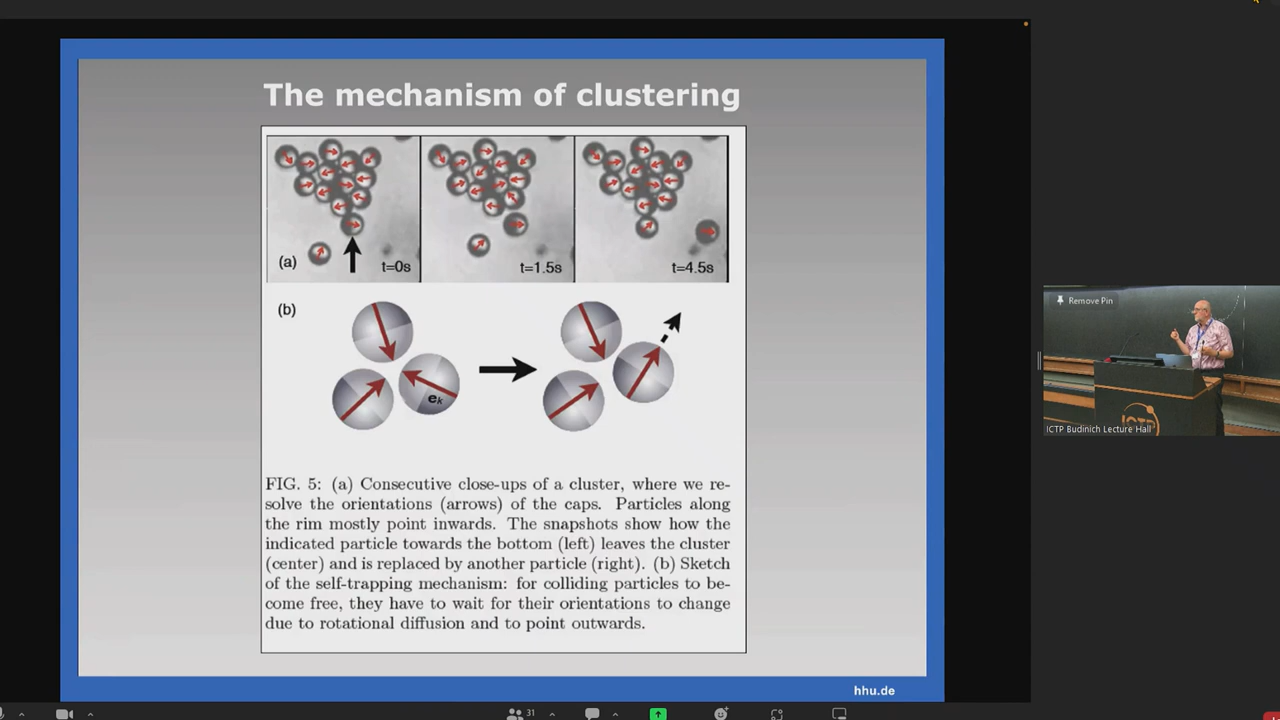 The mechanism of clustering
(a)
t=0s
t=1.5s
t=4.5s
(b)
ek
FIG. 5: (a) Consecutive close-ups of a cluster, where we re-
solve the orientations (arrows) of the caps. Particles along
the rim mostly point inwards. The snapshots show how the
indicated particle towards the bottom (left) leaves the cluster
(center) and is replaced by another particle (right). (b) Sketch
of the self-trapping mechanism: for colliding particles to be-
come free, they have to wait for their orientations to change
due to rotational diffusion and to point outwards.
hhu.de
Remove Pin
ICTP
ICTP Budinich Lecture Hall
31